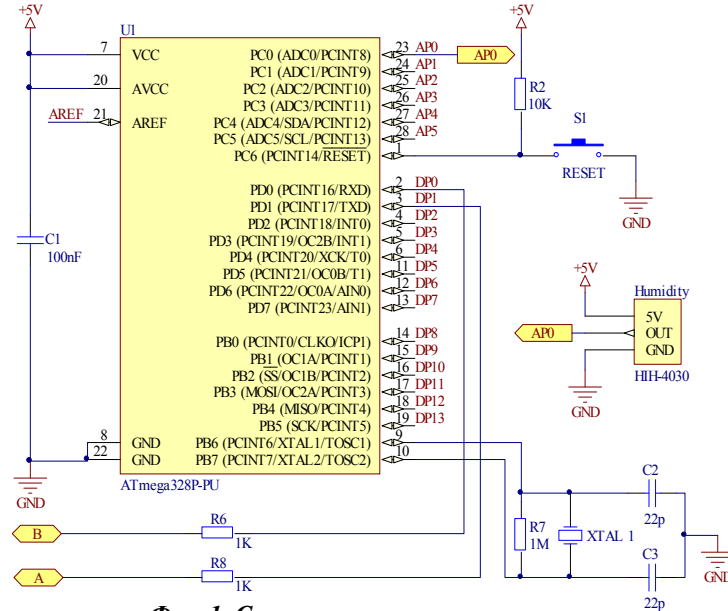 +5V
+5V
U1
7 VCC
20 AVCC
AREF 21 AREF
PC0 (ADC0/PCINT8) 23 AP0
AP0
PC1 (ADC1/PCINT9) 24 AP1
PC2 (ADC2/PCINT10) 25 AP2
PC3 (ADC3/PCINT11) 26 AP3
PC4 (ADC4/SDA/PCINT12) 27 AP4
PC5 (ADC5/SCL/PCINT13) 28 AP5
PC6 (PCINT14/RESET) 1
R2
10K
S1
RESET
GND
PD0 (PCINT16/RXD) 2 DP0
PD1 (PCINT17/TXD) 3 DP1
PD2 (PCINT18/INT0) 4 DP2
PD3 (PCINT19/OC2B/INT1) 5 DP3
PD4 (PCINT20/XCK/T0) 6 DP4
PD5 (PCINT21/OC0B/T1) 11 DP5
PD6 (PCINT22/OC0A/AIN0) 12 DP6
PD7 (PCINT23/AIN1) 13 DP7
C1
100nF
+5V
Humidity
5V
AP0
OUT
GND
HIH-4030
GND
PB0 (PCINT0/CLKO/ICP1) 14 DP8
PB1 (OC1A/PCINT1) 15 DP9
PB2 (SS/OC1B/PCINT2) 16 DP10
PB3 (MOSI/OC2A/PCINT3) 17 DP11
PB4 (MISO/PCINT4) 18 DP12
PB5 (SCK/PCINT5) 19 DP13
8 GND
PB6 (PCINT6/XTAL1/TOSC1) 9
22 GND
PB7 (PCINT7/XTAL2/TOSC2) 10
GND
ATmega328P-PU
C2
22p
R7
1M
XTAL 1
C3
22p
GND
B
R6
1K
A
R8
1K